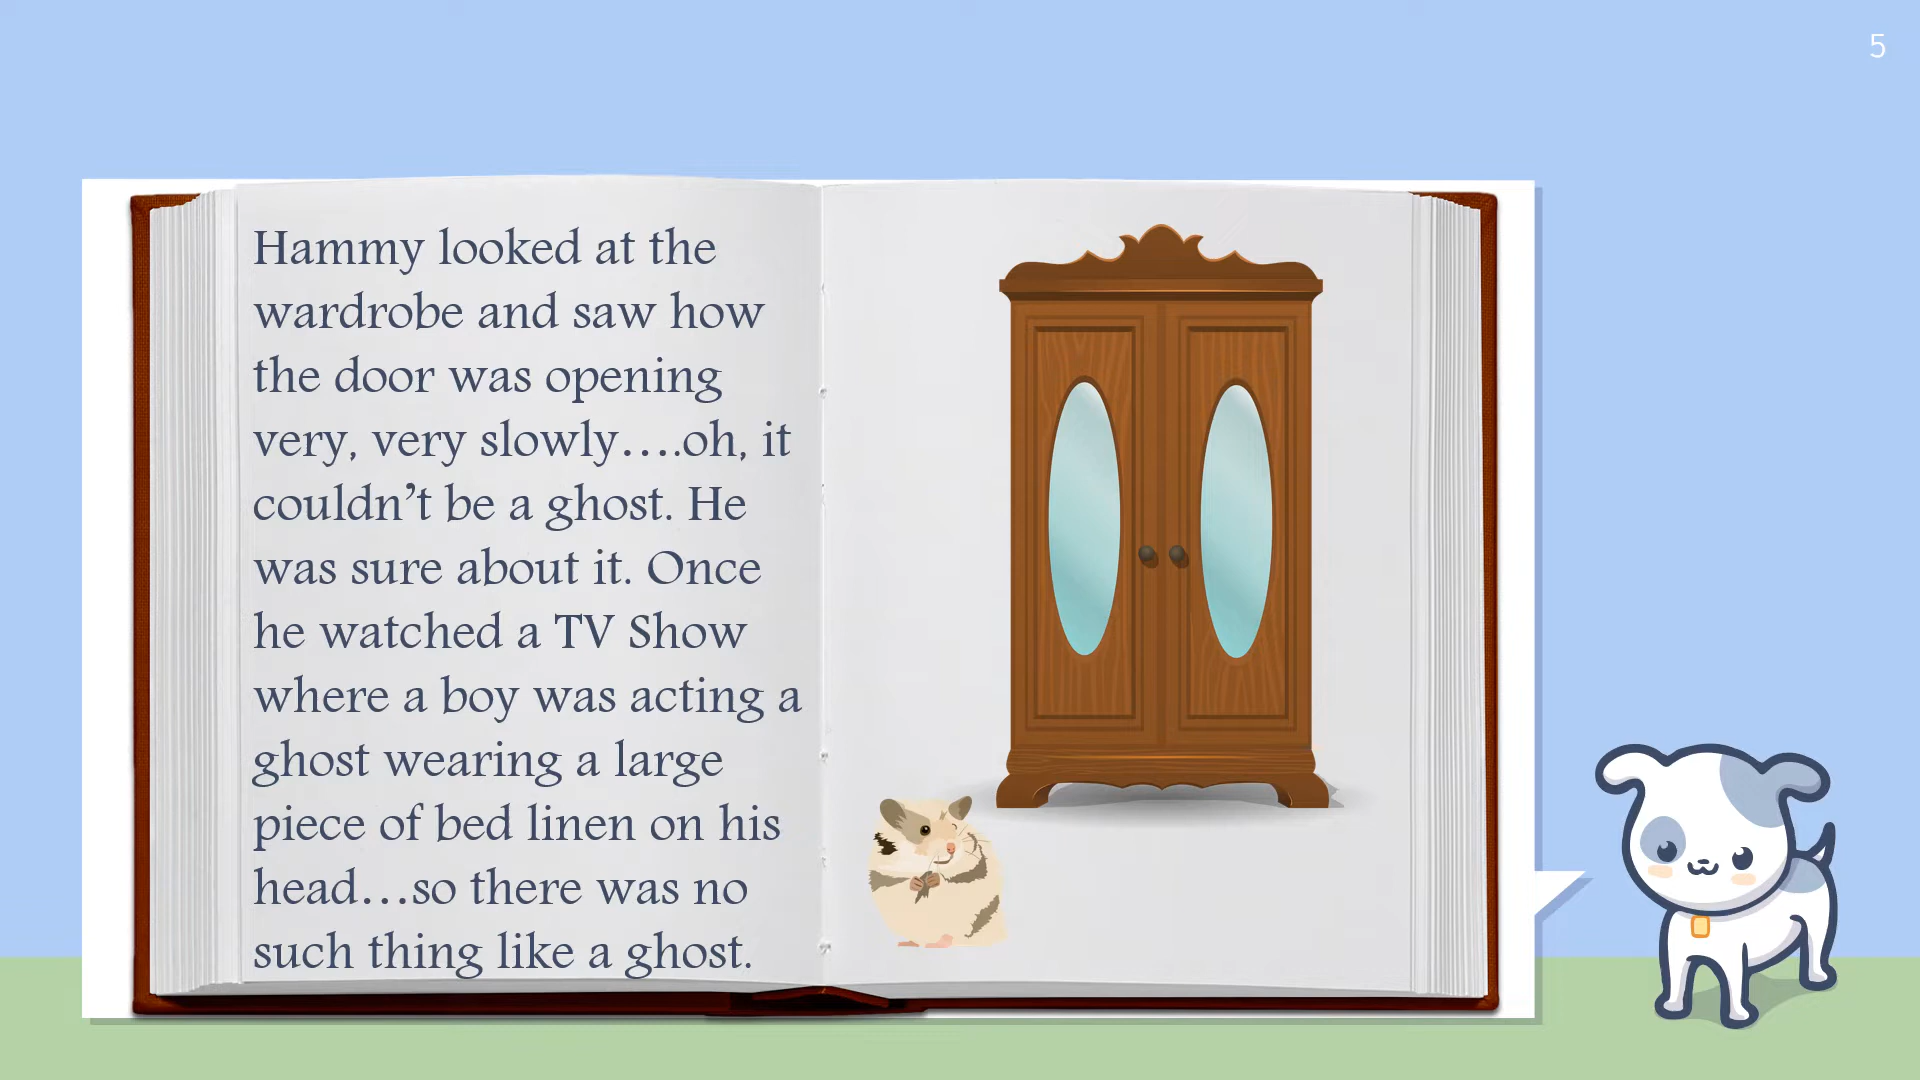 5
Hammy looked at the
wardrobe and saw how
the door was opening
very, very slowly….oh, it
couldn’t be a ghost. He
was sure about it. Once
he watched a TV Show
where a boy was acting a
ghost wearing a large
piece of bed linen on his
head…so there was no
such thing like a ghost.